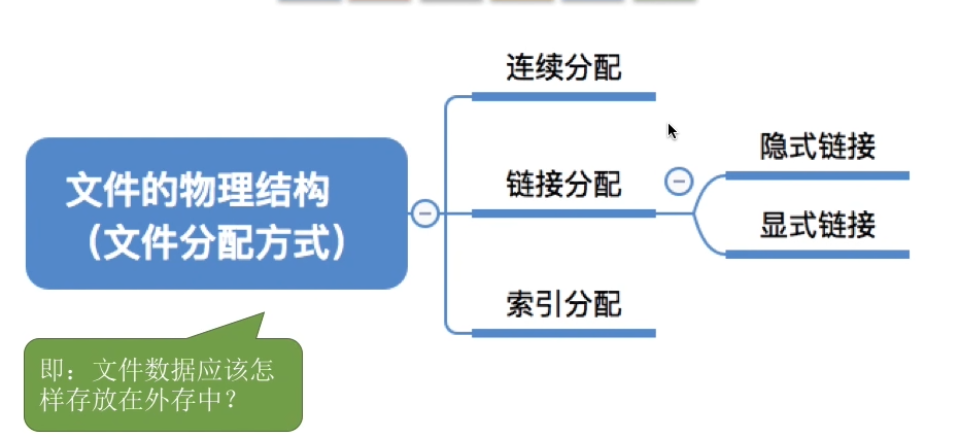 文件的物理结构
（文件分配方式）
连续分配
链接分配
隐式链接
显式链接
索引分配
即：文件数据应该怎
样存放在外存中？